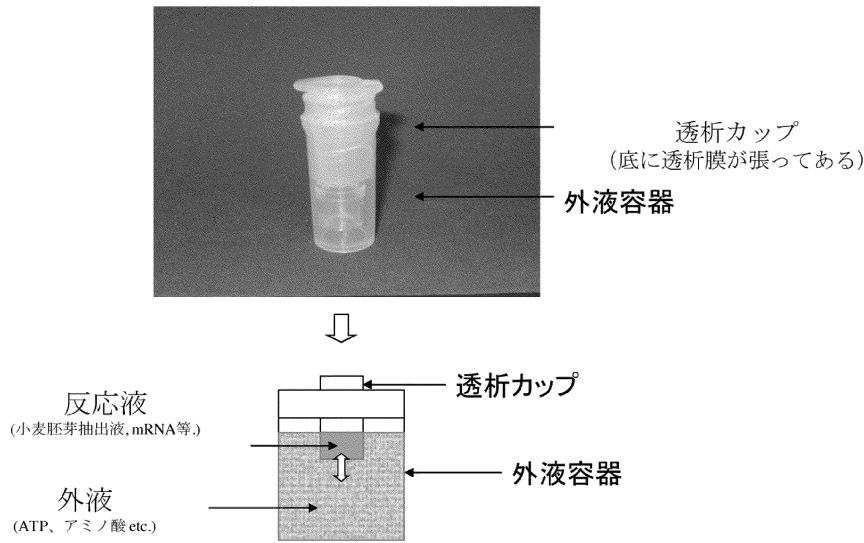 透析カップ
（底に透析膜が張ってある）
外液容器
透析カップ
反応液
(小麦胚芽抽出液, mRNA等.)
外液容器
外液
(ATP、アミノ酸 etc.)